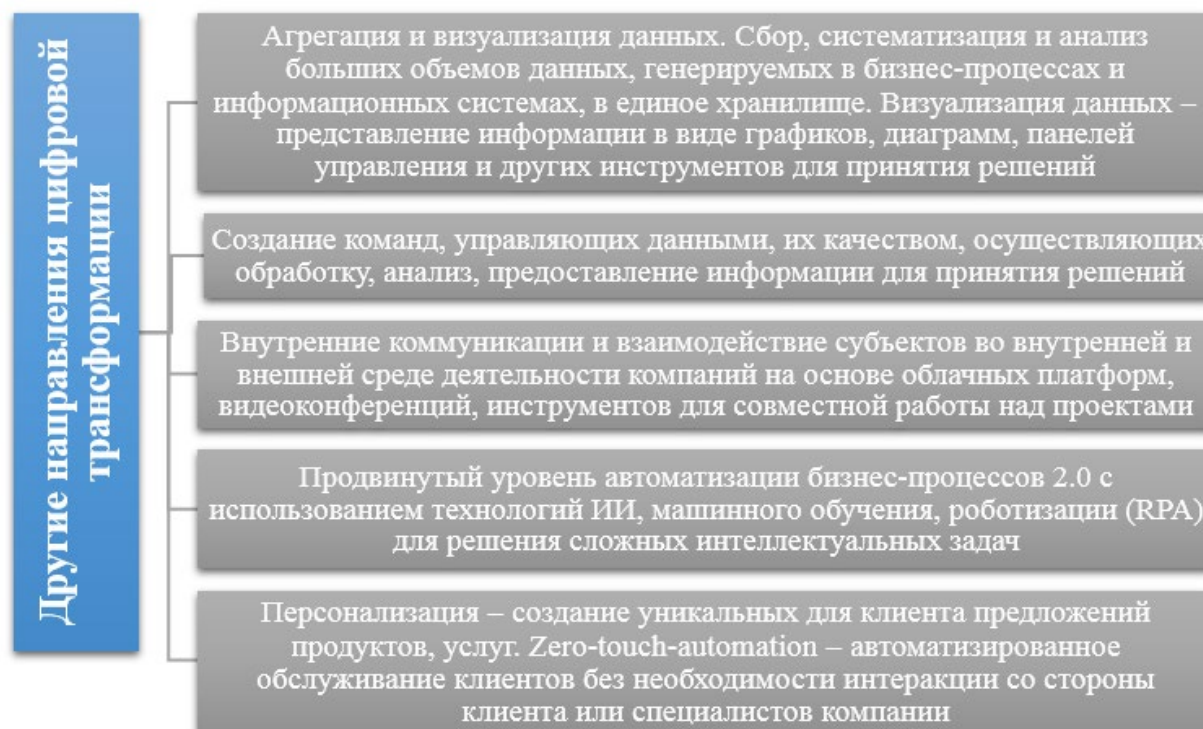 Другие направления цифровой
трансформации
Агрегация и визуализация данных. Сбор, систематизация и анализ
больших объемов данных, генерируемых в бизнес-процессах и
информационных системах, в единое хранилище. Визуализация данных –
представление информации в виде графиков, диаграмм, панелей
управления и других инструментов для принятия решений
Создание команд, управляющих данными, их качеством, осуществляющих
обработку, анализ, предоставление информации для принятия решений
Внутренние коммуникации и взаимодействие субъектов во внутренней и
внешней среде деятельности компаний на основе облачных платформ,
видеоконференций, инструментов для совместной работы над проектами
Продвинутый уровень автоматизации бизнес-процессов 2.0 с
использованием технологий ИИ, машинного обучения, роботизации (RPA)
для решения сложных интеллектуальных задач
Персонализация – создание уникальных для клиента предложений
продуктов, услуг. Zero-touch-automation – автоматизированное
обслуживание клиентов без необходимости интеракции со стороны
клиента или специалистов компании